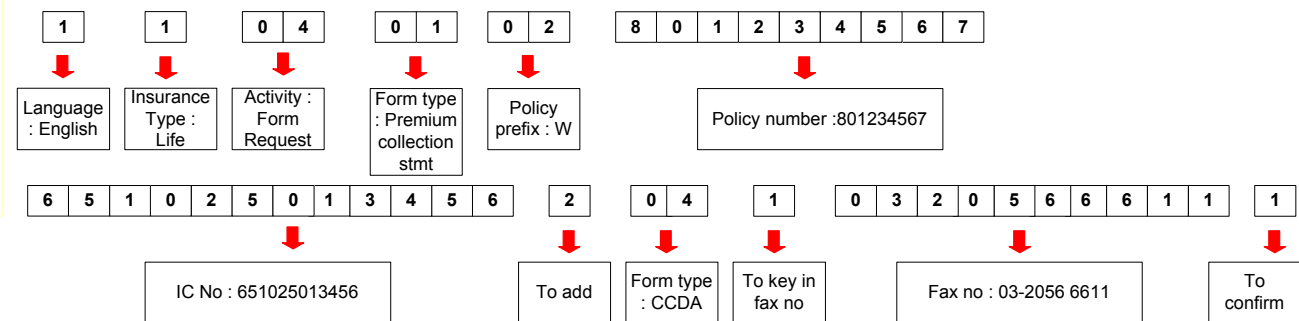 1 1 0 4 0 1 0 2 8 0 1 2 3 4 5 6 7
Language
: English
Insurance
Type :
Life
Activity :
Form
Request
Form type
: Premium
collection
stmt
Policy
prefix : W
Policy number :801234567
6 5 1 0 2 5 0 1 3 4 5 6 2 0 4 1 0 3 2 0 5 6 6 6 1 1 1
IC No : 651025013456
To add
Form type
: CCDA
To key in
fax no
Fax no : 03-2056 6611
To
confirm